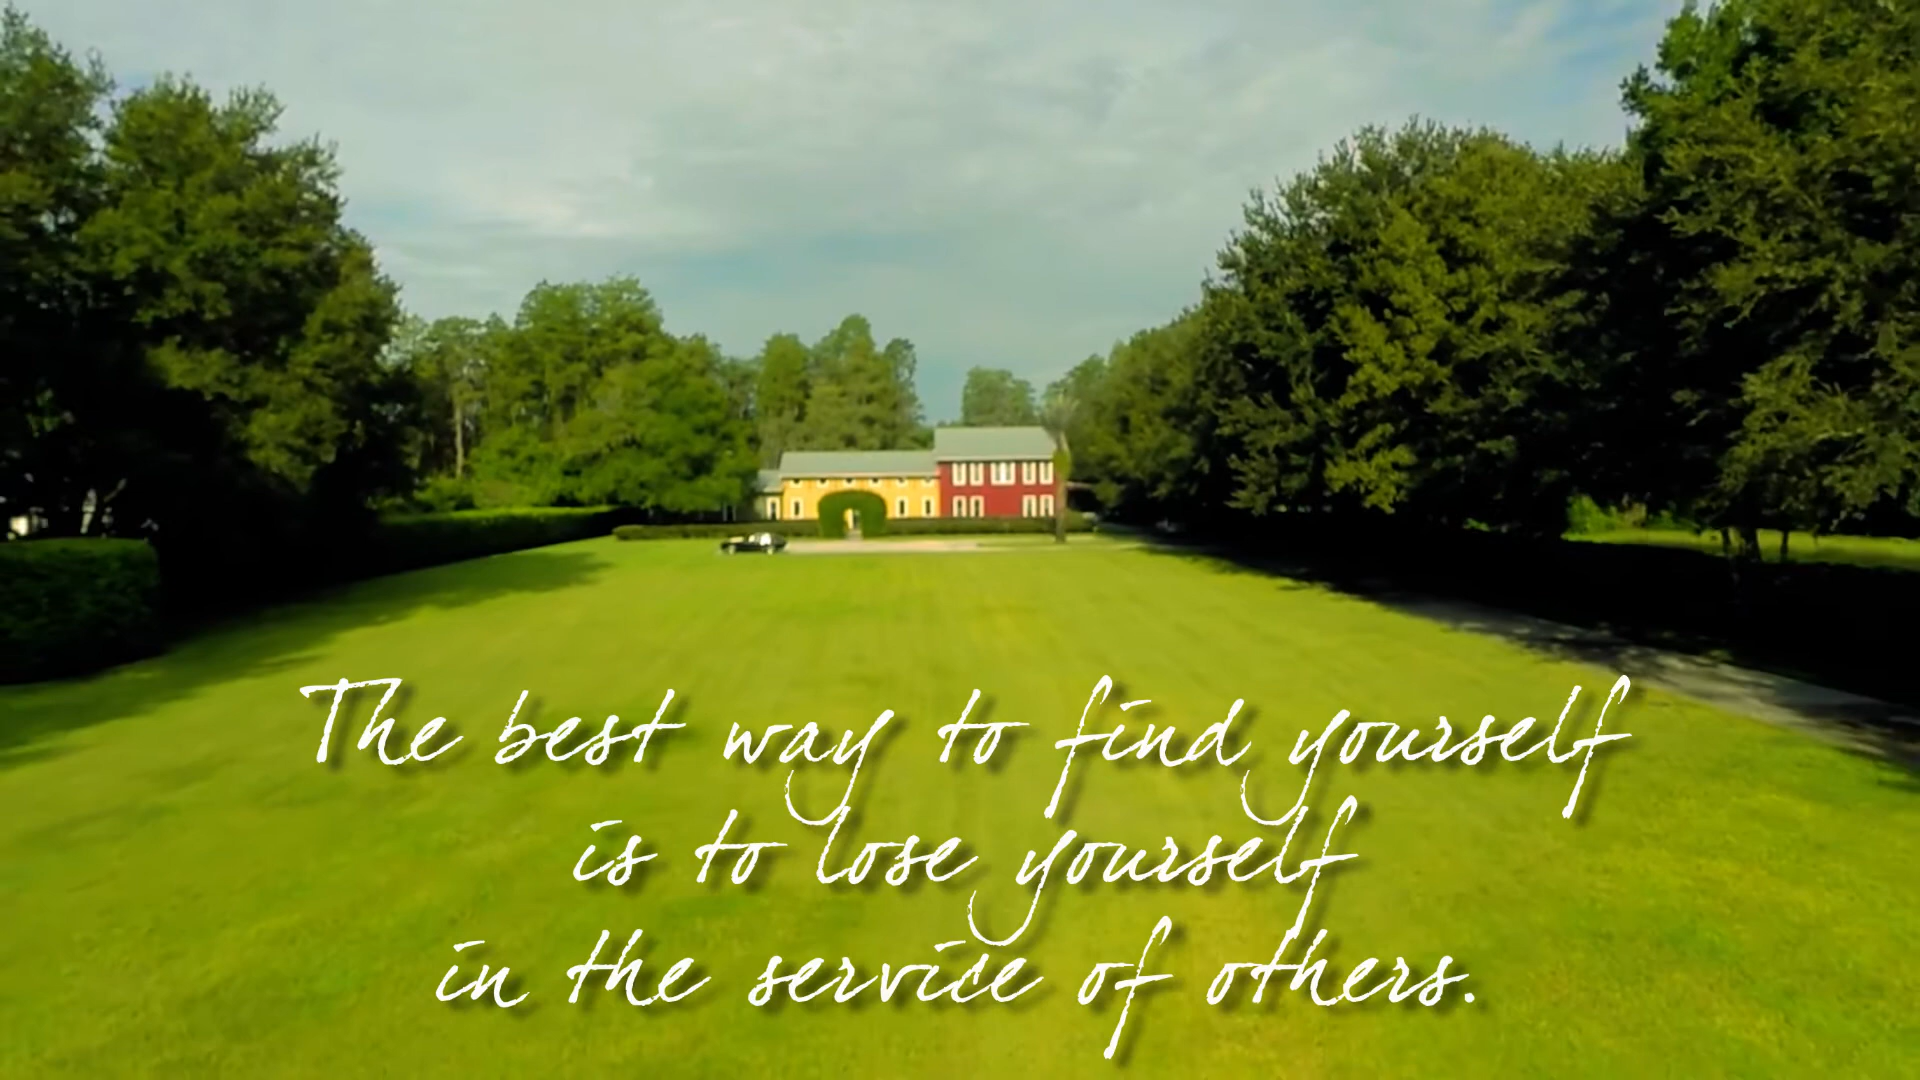 The best way to find yourself
is to lose yourself
in the service of others.